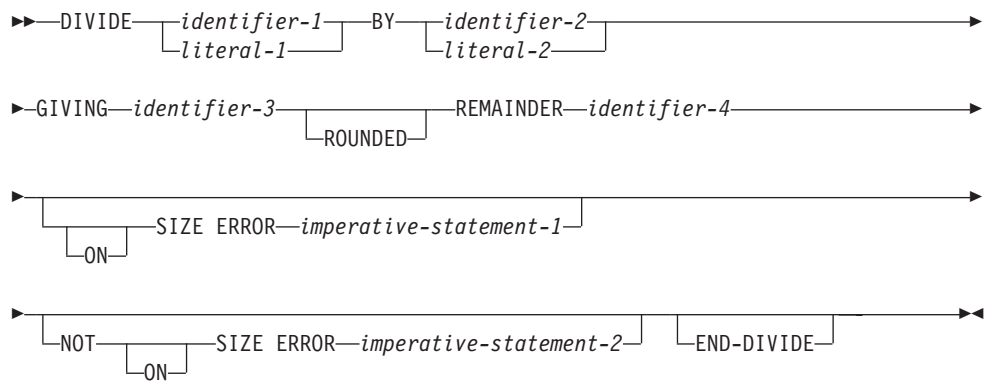 DIVIDE identifier-1 BY identifier-2
literal-1 literal-2
GIVING identifier-3 REMAINDER identifier-4
ROUNDED
SIZE ERROR imperative-statement-1
ON
NOT SIZE ERROR imperative-statement-2 END-DIVIDE
ON